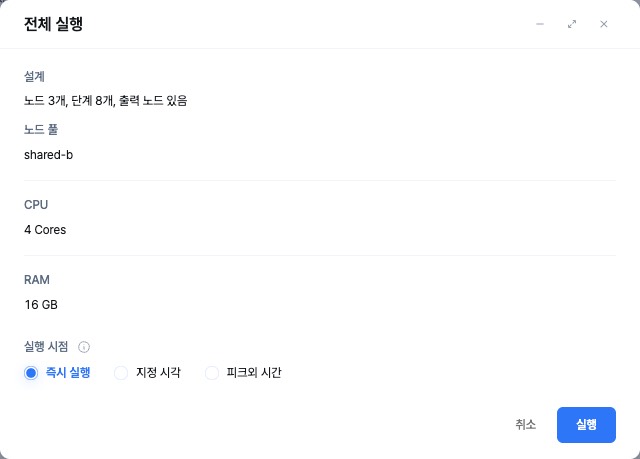 전체 실행
설계
노드 3개, 단계 8개, 출력 노드 있음
노드 풀
shared-b
CPU
4 Cores
RAM
16 GB
실행 시점
즉시 실행 지정 시각 피크외 시간
취소 실행